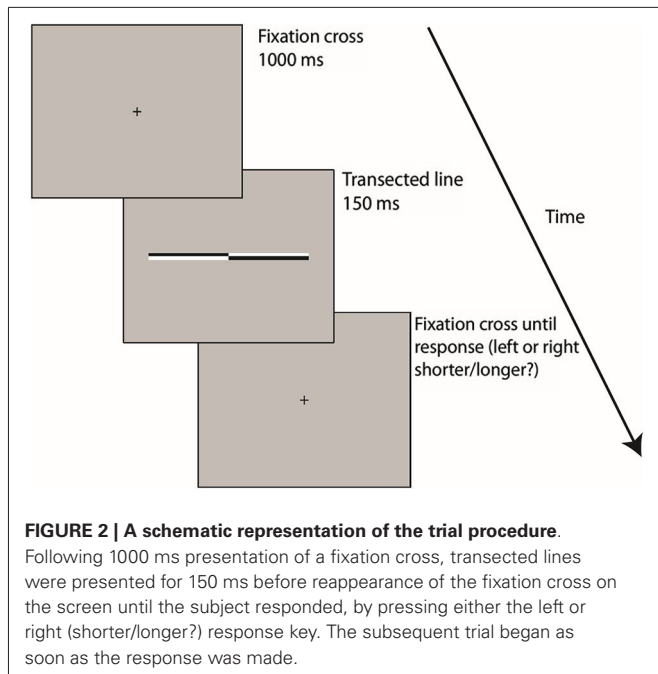 Fixation cross
1000 ms
Transected line
150 ms
Time
Fixation cross until
response (left or right
shorter/longer?)
FIGURE 2 | A schematic representation of the trial procedure.
Following 1000 ms presentation of a fixation cross, transected lines
were presented for 150 ms before reappearance of the fixation cross on
the screen until the subject responded, by pressing either the left or
right (shorter/longer?) response key. The subsequent trial began as
soon as the response was made.